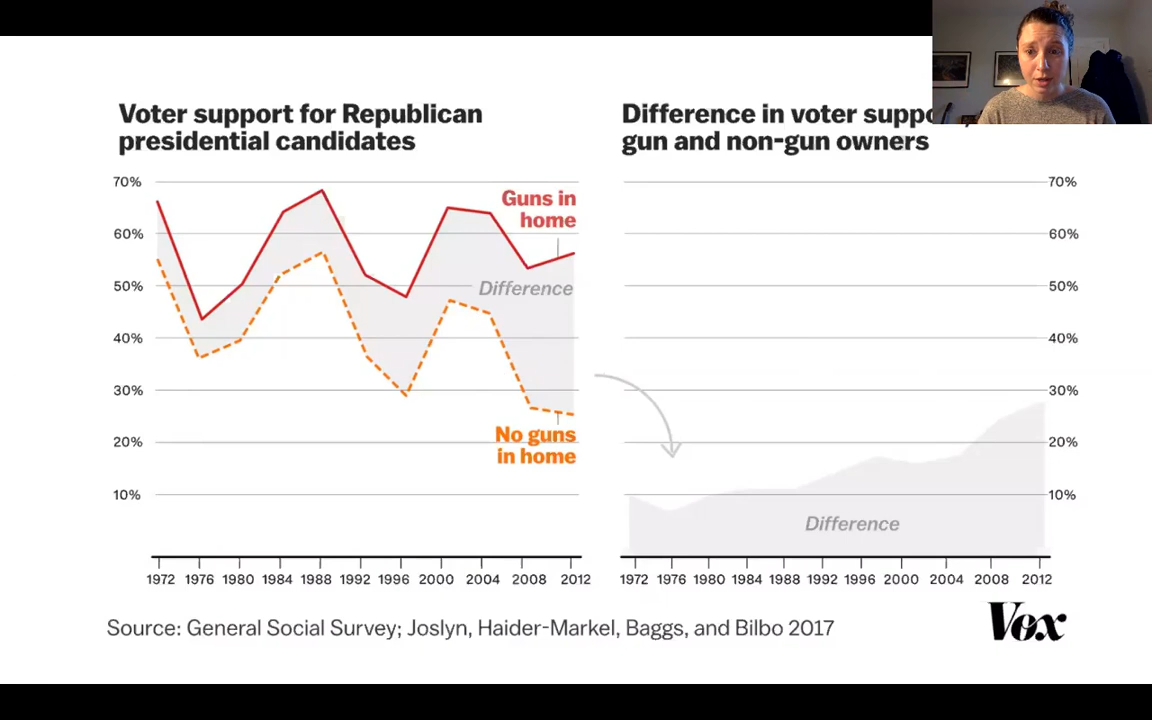 Voter support for Republican
presidential candidates
70%
60%
50%
40%
30%
20%
10%
Guns in
home
Difference
No guns
in home
1972 1976 1980 1984 1988 1992 1996 2000 2004 2008 2012
Difference in voter
gun and non-gun owners
70%
60%
50%
40%
30%
20%
10%
Difference
1972 1976 1980 1984 1988 1992 1996 2000 2004 2008 2012
Source: General Social Survey; Joslyn, Haider-Markel, Baggs, and Bilbo 2017
Vox